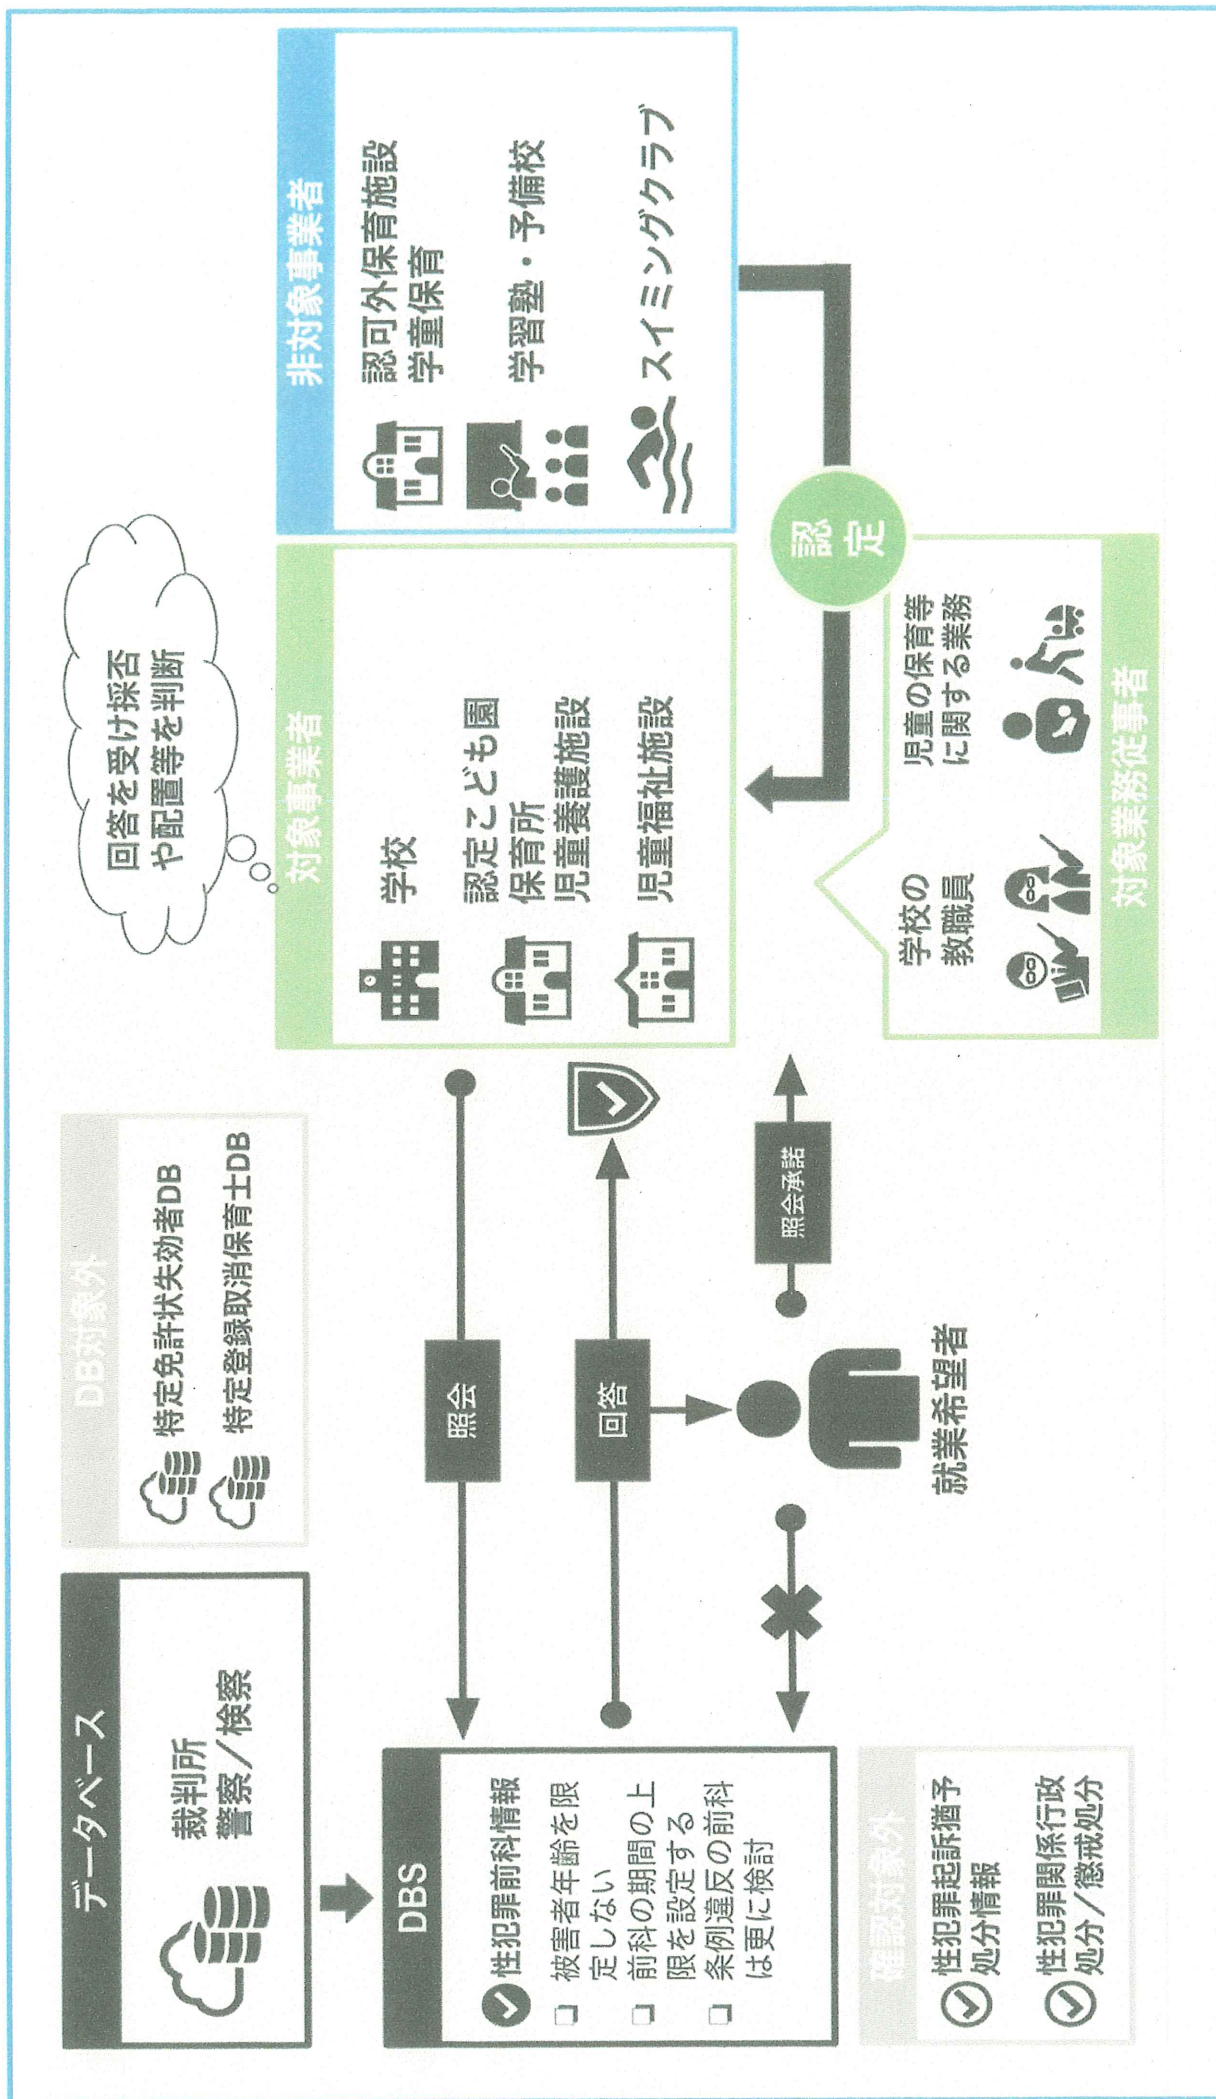 データベース
裁判所
警察／検察
DB対象外
特定免許状失効者DB
特定登録取消保育士DB
回答を受け採否
や配置等を判断
DBS
性犯罪前科情報
被害者年齢を限
定しない
前科の期間の上
限を設定する
条例違反の前科
は更に検討
確認対象外
性犯罪起訴猶予
処分情報
性犯罪関係行政
処分／懲戒処分
照会
回答
照会承諾
就業希望者
対象事業者
学校
認定こども園
保育所
児童養護施設
児童福祉施設
非対象事業者
認可外保育施設
学童保育
学習塾・予備校
スイミングクラブ
認
定
学校の
教職員
児童の保育等
に関する業務
対象業務従事者